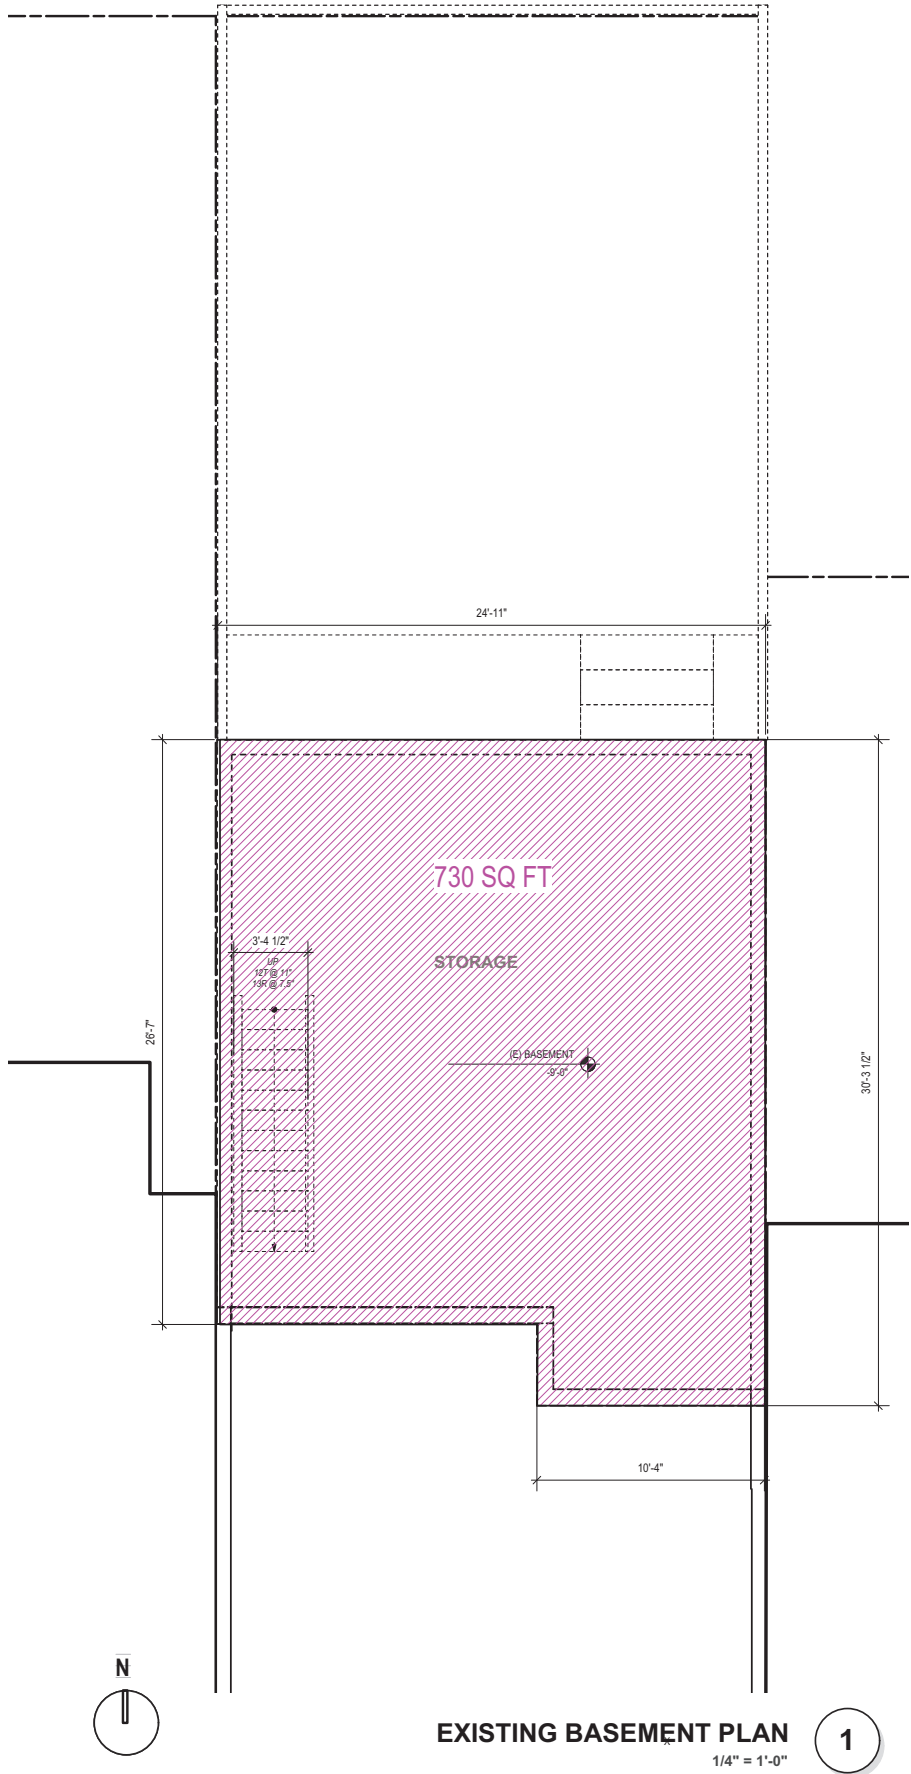 24'-11"
730 SQ FT
3'-4 1/2"
UP
12T @ 11"
13R @ 7.5"
STORAGE
26'-7"
(E) BASEMENT
-9'-0"
30'-3 1/2"
10'-4"
N
EXISTING BASEMENT PLAN
x
1/4" = 1'-0"
1